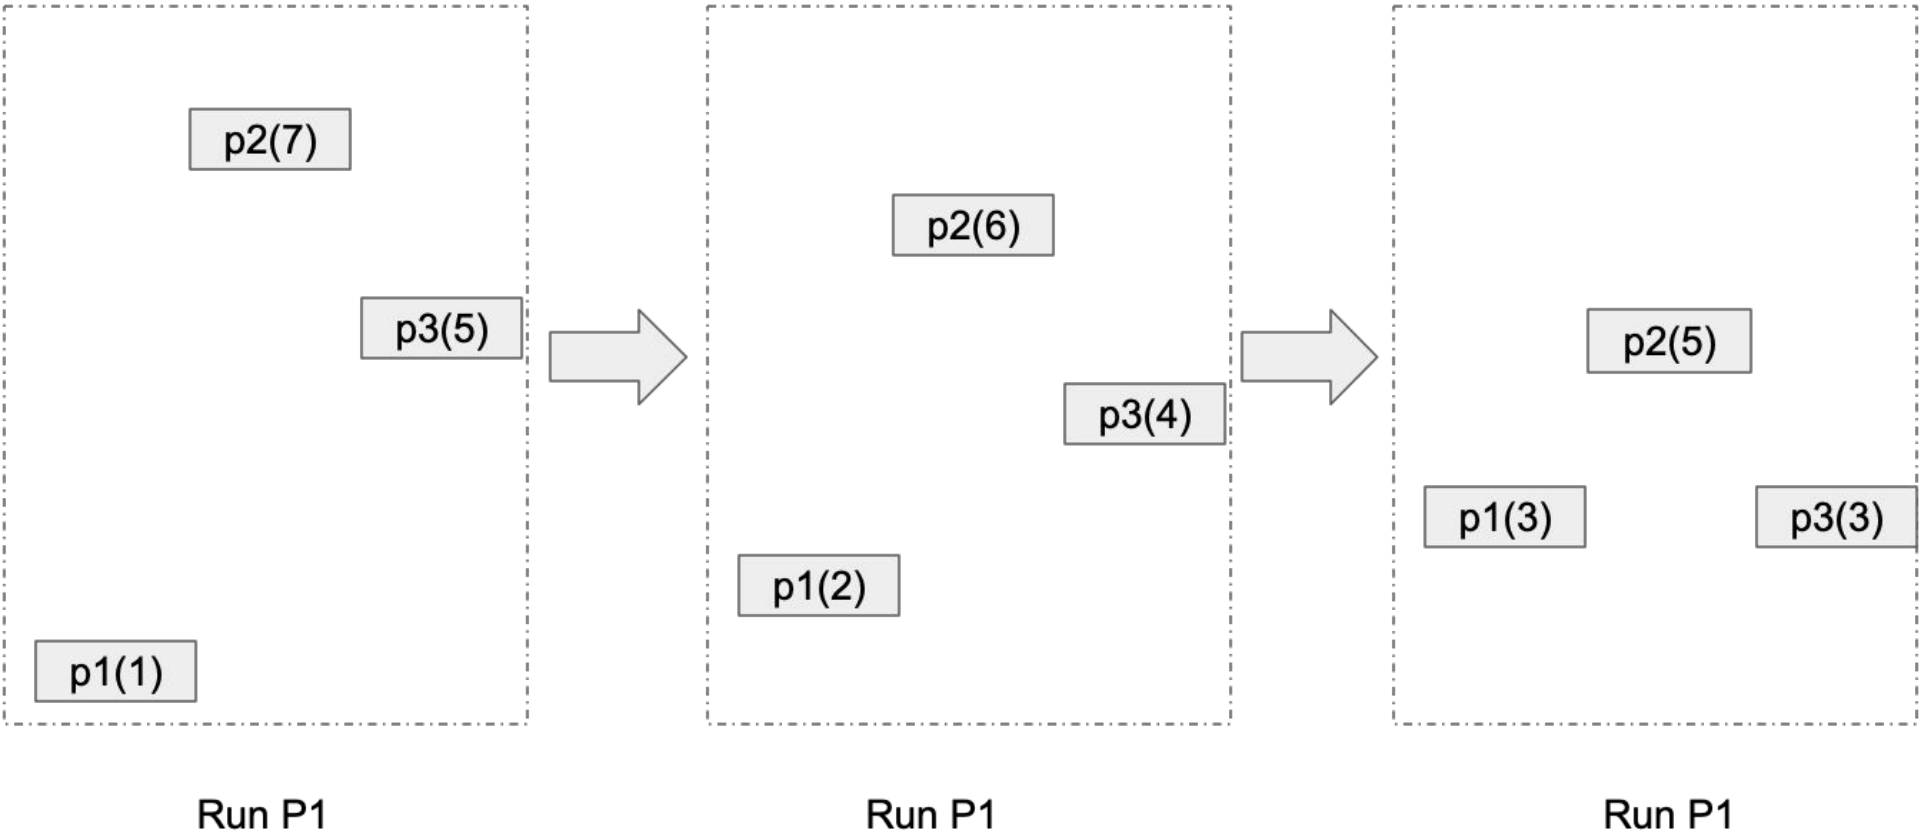 p2(7)
p3(5)
p1(1)
Run P1
p2(6)
p3(4)
p1(2)
Run P1
p2(5)
p1(3)
p3(3)
Run P1